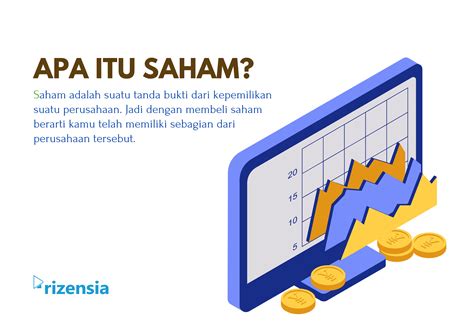 APA ITU SAHAM?
Saham adalah suatu tanda bukti dari kepemilikan
suatu perusahaan. Jadi dengan membeli saham
berarti kamu telah memiliki sebagian dari
perusahaan tersebut.
20
15
10
5
rizensia